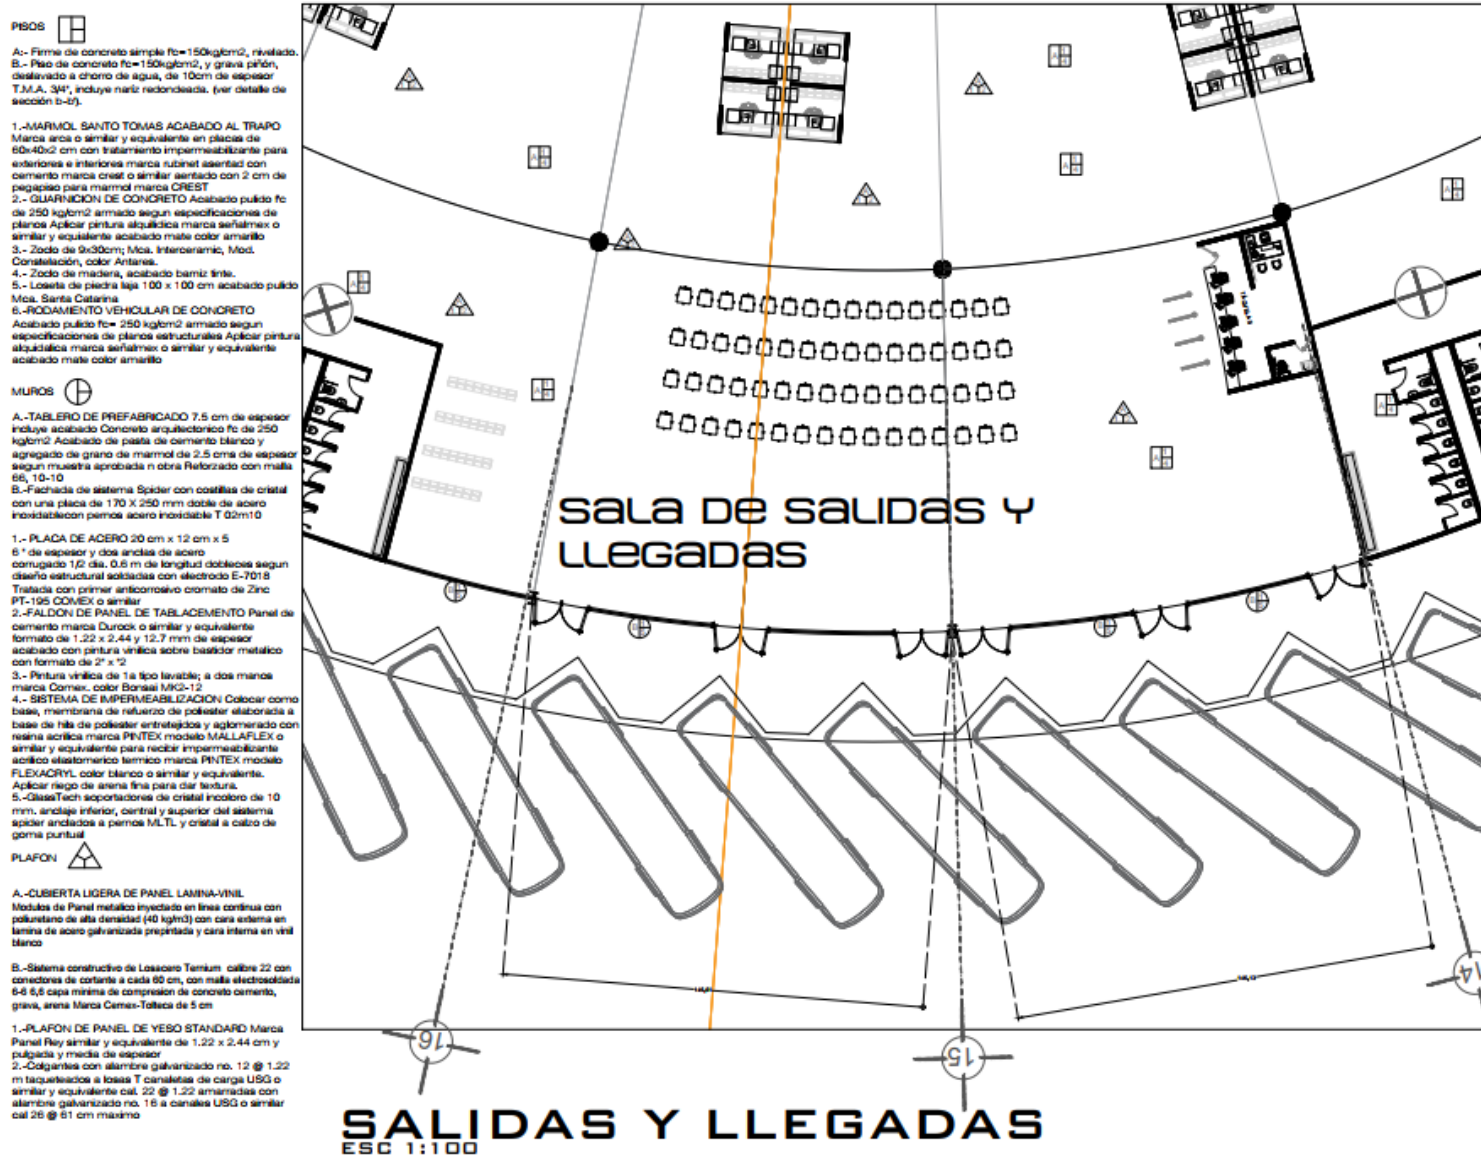 PISOS
A:- Firme de concreto simple f'c=150kg/cm2, nivelado.
B.- Piso de concreto f'c=150kg/cm2, y grava piñón,
deslavado a chorro de agua, de 10cm de espesor
T.M.A. 3/4", incluye nariz redondeada. (ver detalle de
sección b-b').
1.-MARMOL SANTO TOMAS ACABADO AL TRAPO
Marca arca o similar y equivalente en placas de
60x40x2 cm con tratamiento impermeabilizante para
exteriores e interiores marca rubinet asentad con
cemento marca crest o similar aentado con 2 cm de
pegapiso para marmol marca CREST
2.- GUARNICION DE CONCRETO Acabado pulido f'c
de 250 kg/cm2 armado segun especificaciones de
planos Aplicar pintura alquilidica marca señalmex o
similar y equialente acabado mate color amarillo
3.- Zoclo de 9x30cm; Mca. Interceramic, Mod.
Constelación, color Antares.
4.- Zoclo de madera, acabado barniz tinte.
5.- Loseta de piedra laja 100 x 100 cm acabado pulido
Mca. Santa Catarina
6.-RODAMIENTO VEHICULAR DE CONCRETO
Acabado pulido f'c= 250 kg/cm2 armado segun
especificaciones de planos estructurales Aplicar pintura
alquidalica marca señalmex o similar y equivalente
acabado mate color amarillo
MUROS
A.-TABLERO DE PREFABRICADO 7.5 cm de espesor
incluye acabado Concreto arquitectonico f'c de 250
kg/cm2 Acabado de pasta de cemento blanco y
agregado de grano de marmol de 2.5 cms de espesor
segun muestra aprobada n obra Reforzado con malla
66, 10-10
B.-Fachada de sistema Spider con costillas de cristal
con una placa de 170 X 250 mm doble de acero
inoxidablecon pernos acero inoxidable T 02m10
1.- PLACA DE ACERO 20 cm x 12 cm x 5
6 " de espesor y dos anclas de acero
corrugado 1/2 dia. 0.6 m de longitud dobleces segun
diseño estructural soldadas con electrodo E-7018
Tratada con primer anticorrosivo cromato de Zinc
PT-195 COMEX o similar
2.-FALDON DE PANEL DE TABLACEMENTO Panel de
cemento marca Durock o similar y equivalente
formato de 1.22 x 2.44 y 12.7 mm de espesor
acabado con pintura vinilica sobre bastidor metalico
con formato de 2" x "2
3.- Pintura vinilica de 1a tipo lavable; a dos manos
marca Comex. color Bonsai MK2-12
4.- SISTEMA DE IMPERMEABILIZACION Colocar como
base, membrana de refuerzo de poliester elaborada a
base de hila de poliester entretejidos y aglomerado con
resina acrilica marca PINTEX modelo MALLAFLEX o
similar y equivalente para recibir impermeabilizante
acrilico elastomerico termico marca PINTEX modelo
FLEXACRYL color blanco o similar y equivalente.
Aplicar riego de arena fina para dar textura.
5.-GlassTech soportadores de cristal incoloro de 10
mm. anclaje inferior, central y superior del sistema
spider anclados a pernos MLTL y cristal a calzo de
goma puntual
PLAFON
A.-CUBIERTA LIGERA DE PANEL LAMINA-VINIL
Modulos de Panel metalico inyectado en linea continua con
poliuretano de alta densidad (40 kg/m3) con cara externa en
lamina de acero galvanizada prepintada y cara interna en vinil
blanco
B.-Sistema constructivo de Losacero Ternium calibre 22 con
conectores de cortante a cada 60 cm, con malla electrosoldada
6-6 6,6 capa minima de compresion de concreto cemento,
grava, arena Marca Cemex-Tolteca de 5 cm
1.-PLAFON DE PANEL DE YESO STANDARD Marca
Panel Rey similar y equivalente de 1.22 x 2.44 cm y
pulgada y media de espesor
2.-Colgantes con alambre galvanizado no. 12 @ 1.22
m taqueteados a losas T canaletas de carga USG o
similar y equivalente cal. 22 @ 1.22 amarradas con
alambre galvanizado no. 16 a canales USG o similar
cal 26 @ 61 cm maximo
SALA DE SALIDAS Y
LLEGADAS
16
15
14
SALIDAS Y LLEGADAS
ESC 1:100